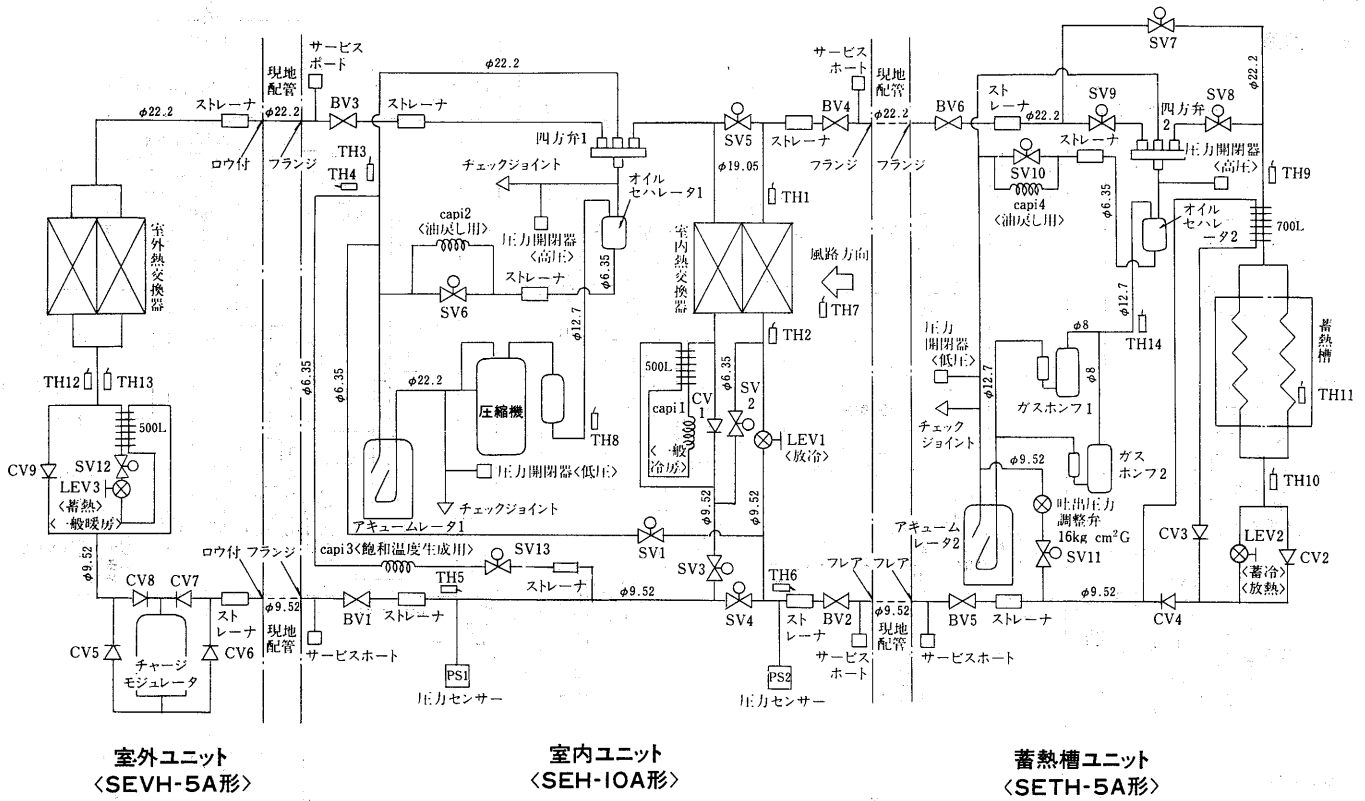 サービス
ポート
現地
配管
φ22.2
ストレーナ
φ22.2
φ22.2
BV3
ストレーナ
ロウ付
フランジ
TH3
TH4
四方弁1
チェックジョイント
オイル
セパレータ1
圧力開閉器
〈高圧〉
capi2
〈油戻し用〉
ストレーナ
SV6
φ6.35
φ12.7
室外熱交換器
TH12
TH13
500L
CV9
SV12
LEV3
〈蓄熱〉
〈一般暖房〉
φ9.52
CV8
CV7
ストレーナ
CV5
CV6
チャージ
モジュレータ
ロウ付
フランジ
φ9.52
現地
配管
φ6.35
φ6.35
φ22.2
圧縮機
TH8
圧力開閉器〈低圧〉
チェックジョイント
アキュームレータ1
capi3〈飽和温度生成用〉
SV13
ストレーナ
SV1
TH5
BV1
ストレーナ
φ9.52
サービスポート
PS1
圧力センサー
SV5
ストレーナ
BV4
サービス
ポート
現地
配管
φ22.2
フランジ
フランジ
φ19.05
TH1
室内熱交換器
風路方向
TH7
TH2
500L
φ6.35
capi1
CV1
SV2
〈一般
冷房〉
LEV1
〈放冷〉
φ9.52
φ9.52
SV3
SV4
TH6
ストレーナ
BV2
フレア
フレア
φ9.52
サービス
ポート
現地
配管
PS2
圧力センサー
SV7
φ22.2
BV6
ストレーナ
φ22.2
SV9
四方弁2
SV8
ストレーナ
圧力開閉器
〈高圧〉
SV10
capi4
〈油戻し用〉
φ6.35
TH9
オイル
セパレータ2
700L
φ12.7
TH14
圧力
開閉器
〈低圧〉
φ12.7
φ8
φ8
ガスポンプ1
チェック
ジョイント
ガス
ポンプ2
φ9.52
吐出圧力
調整弁
16kg cm²G
アキューム
レータ2
SV11
CV3
蓄熱槽
TH11
TH10
LEV2
〈蓄冷〉
〈放熱〉
CV2
BV5
ストレーナ
φ9.52
CV4
サービスポート
室外ユニット
〈SEVH-5A形〉
室内ユニット
〈SEH-10A形〉
蓄熱槽ユニット
〈SETH-5A形〉